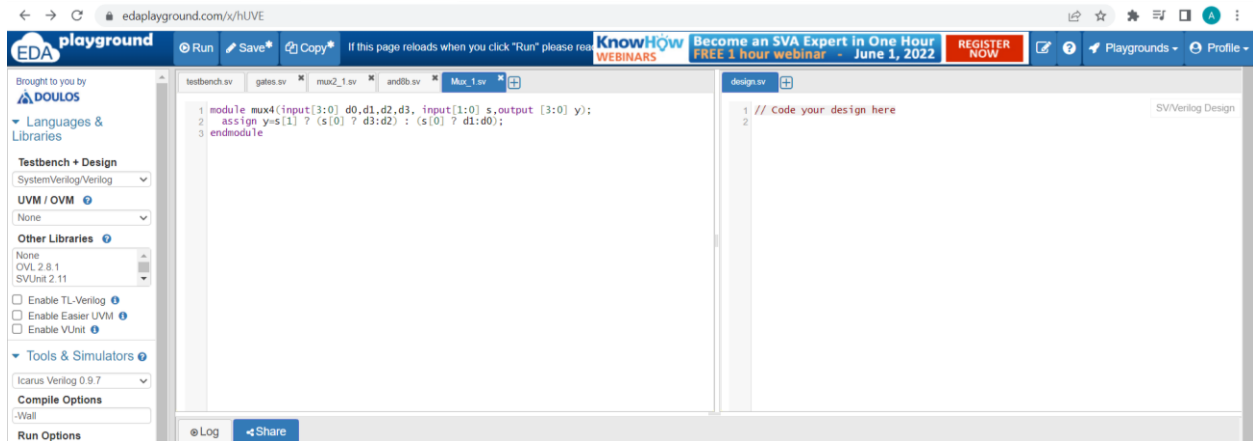 edaplayground.com/x/hUVE
EDA playground
Run Save* Copy* If this page reloads when you click "Run" please rea
KnowHow WEBINARS
Become an SVA Expert in One Hour
FREE 1 hour webinar - June 1, 2022
REGISTER NOW
Playgrounds Profile
A
Brought to you by
DOULOS
Languages &
Libraries
Testbench + Design
SystemVerilog/Verilog
UVM / OVM
None
Other Libraries
None
OVL 2.8.1
SVUnit 2.11
Enable TL-Verilog
Enable Easier UVM
Enable VUnit
Tools & Simulators
Icarus Verilog 0.9.7
Compile Options
-Wall
Run Options
testbench.sv gates.sv mux2_1.sv and8b.sv Mux_1.sv
1 module mux4(input[3:0] d0,d1,d2,d3, input[1:0] s,output [3:0] y);
2 assign y=s[1] ? (s[0] ? d3:d2) : (s[0] ? d1:d0);
3 endmodule
Log Share
design.sv
1 // Code your design here
2
SV/Verilog Design